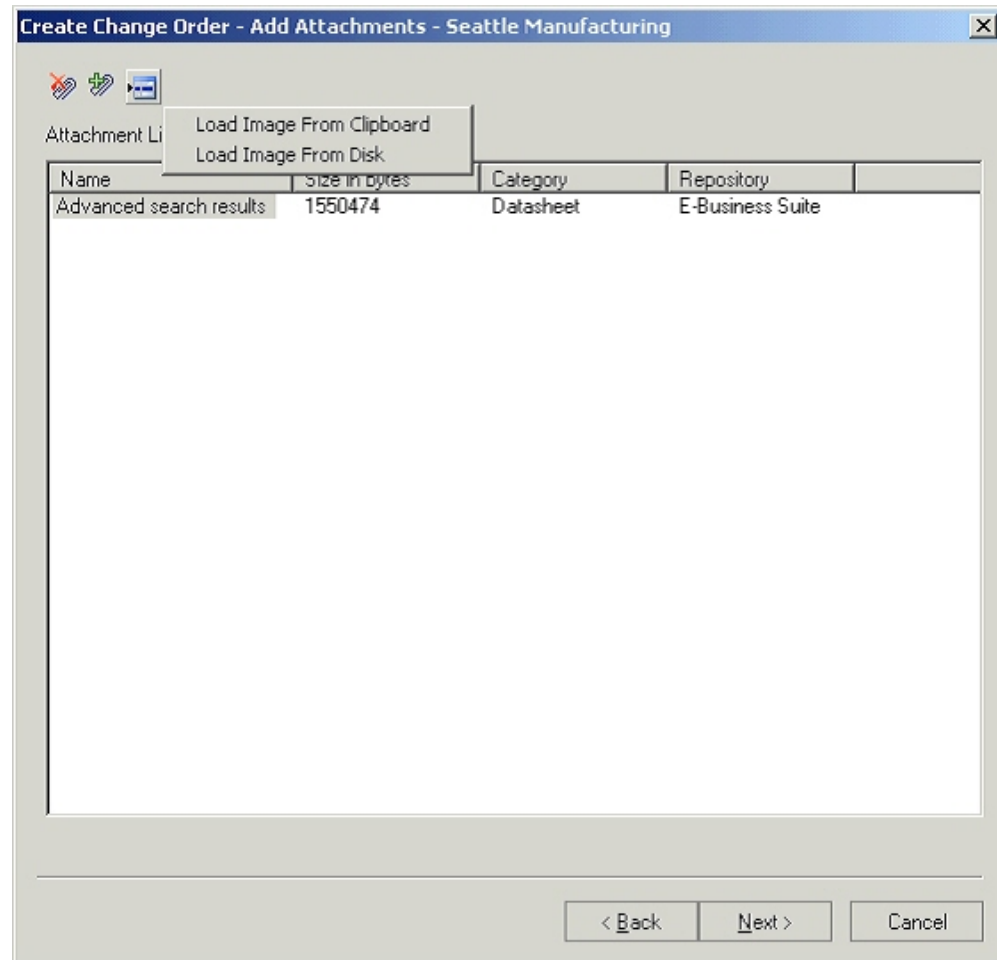 Create Change Order - Add Attachments - Seattle Manufacturing
Load Image From Clipboard
Attachment Li
Load Image From Disk
Name Size in bytes Category Repository
Advanced search results 1550474 Datasheet E-Business Suite
< Back Next > Cancel